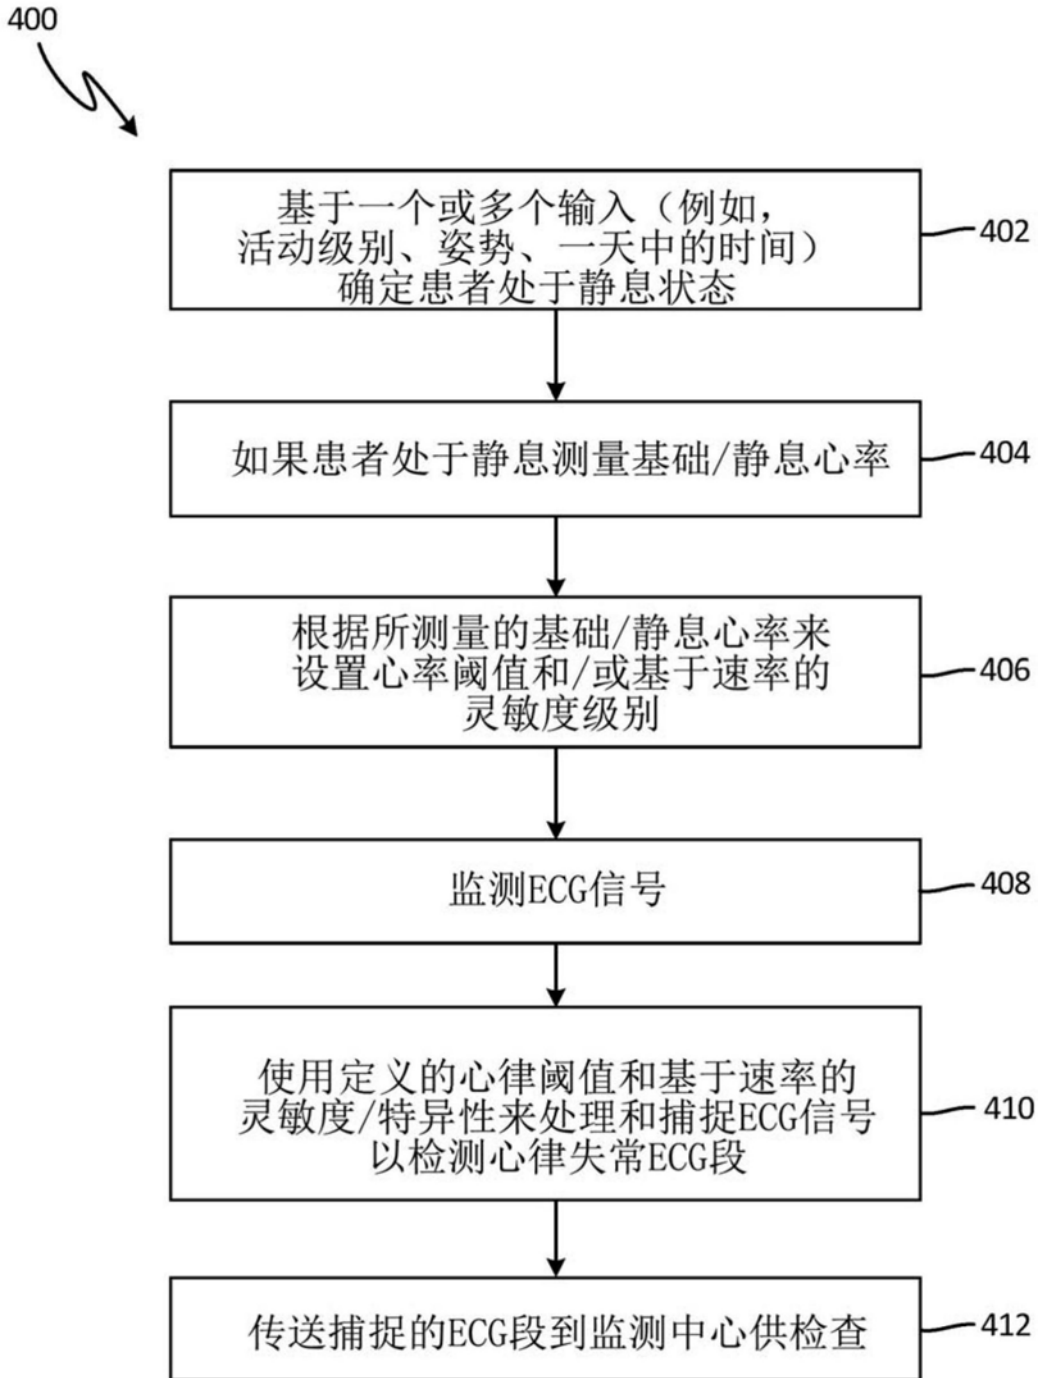 400
基于一个或多个输入（例如，
活动级别、姿势、一天中的时间）
确定患者处于静息状态
402
如果患者处于静息测量基础/静息心率
404
根据所测量的基础/静息心率来
设置心率阈值和/或基于速率的
灵敏度级别
406
监测ECG信号
408
使用定义的心律阈值和基于速率的
灵敏度/特异性来处理和捕捉ECG信号
以检测心律失常ECG段
410
传送捕捉的ECG段到监测中心供检查
412